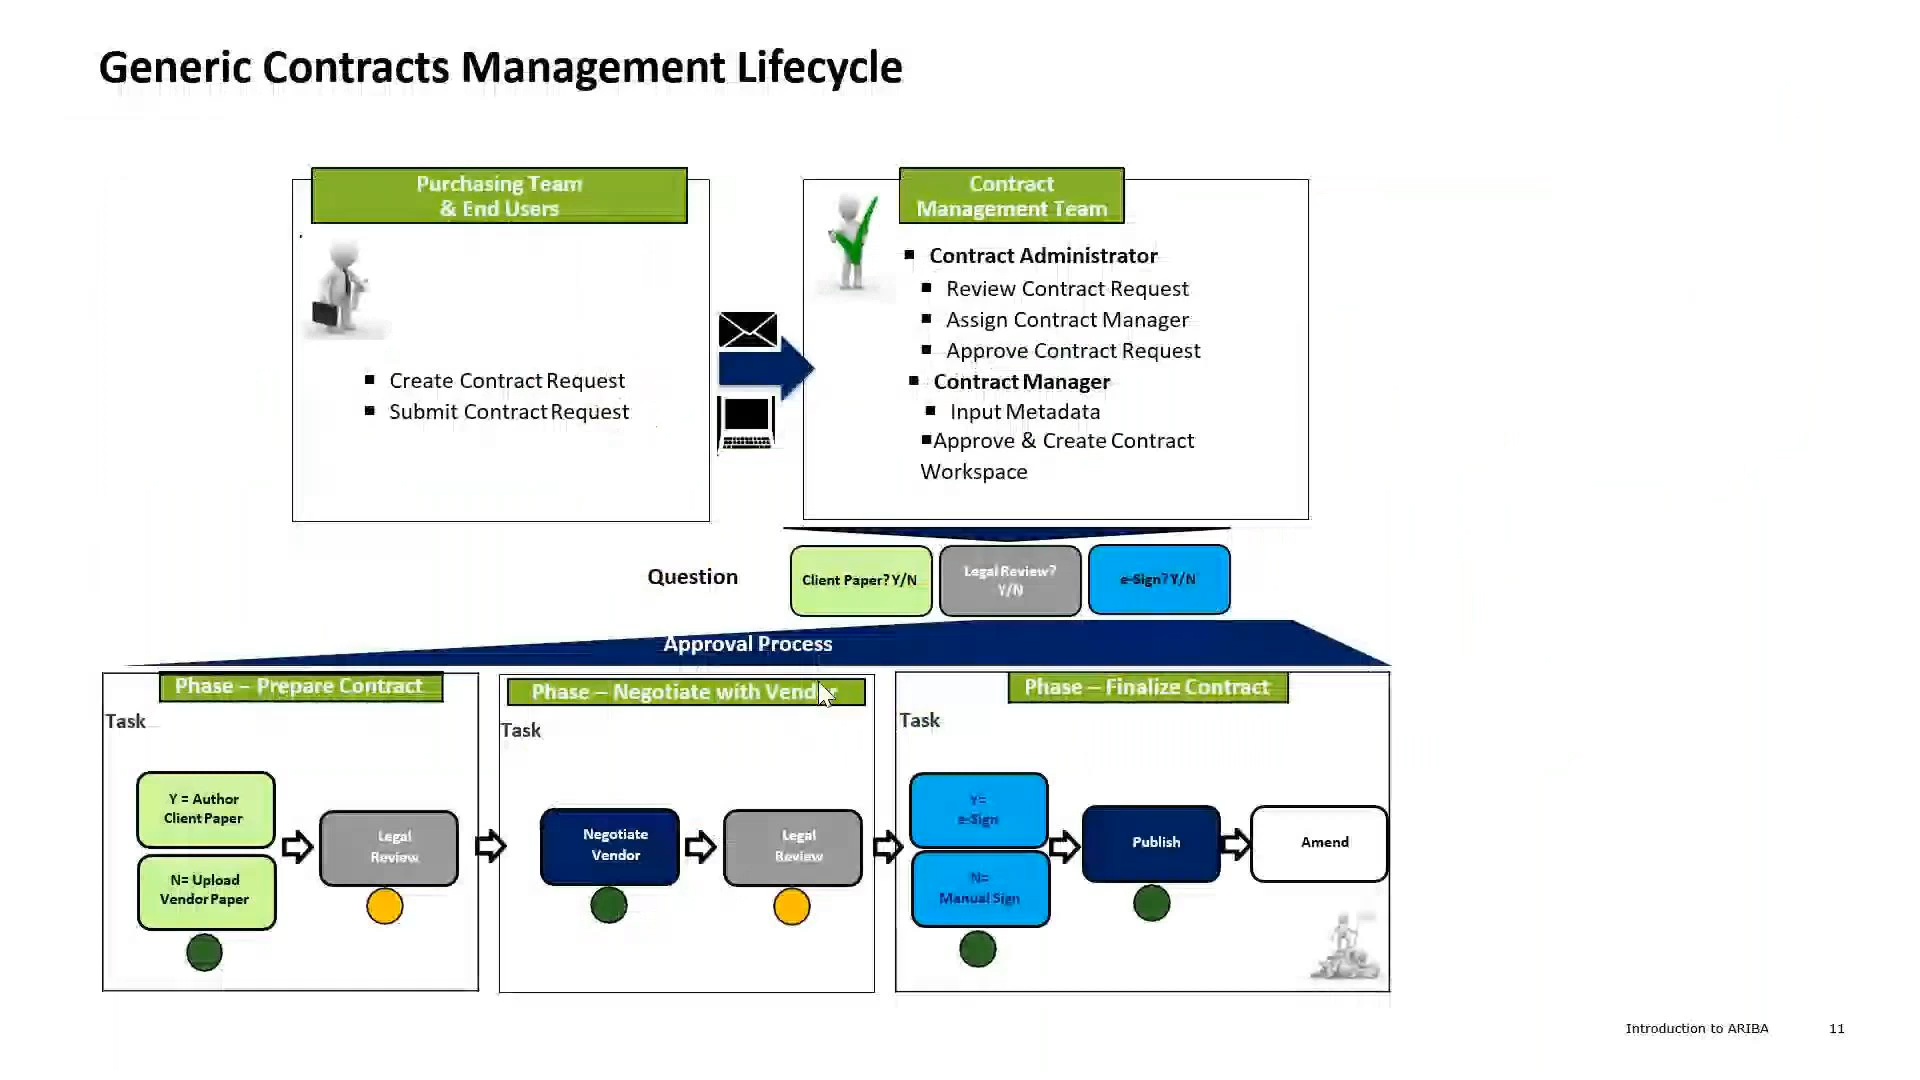 Generic Contracts Management Lifecycle
Purchasing Team
& End Users
Create Contract Request
Submit Contract Request
Contract
Management Team
Contract Administrator
Review Contract Request
Assign Contract Manager
Approve Contract Request
Contract Manager
Input Metadata
Approve & Create Contract
Workspace
Question
Client Paper? Y/N
Legal Review?
Y/N
e-Sign? Y/N
Approval Process
Phase – Prepare Contract
Task
Y = Author
Client Paper
N= Upload
Vendor Paper
Legal
Review
Phase – Negotiate with Vendor
Task
Negotiate
Vendor
Legal
Review
Phase – Finalize Contract
Task
Y=
e-Sign
N=
Manual Sign
Publish
Amend
Introduction to ARIBA
11